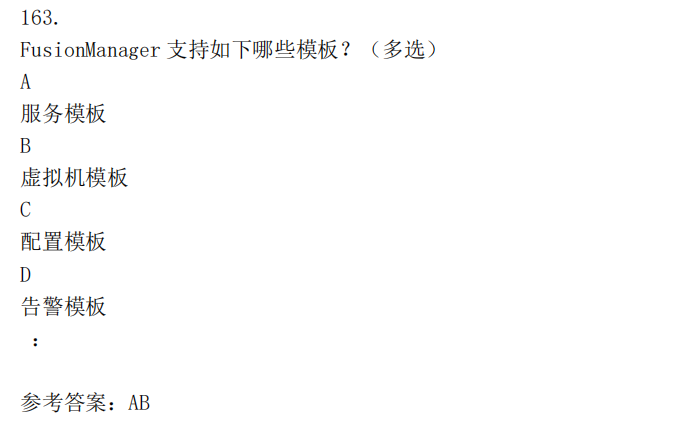 163.
FusionManager 支持如下哪些模板？（多选）
A
服务模板
B
虚拟机模板
C
配置模板
D
告警模板
：
参考答案：AB